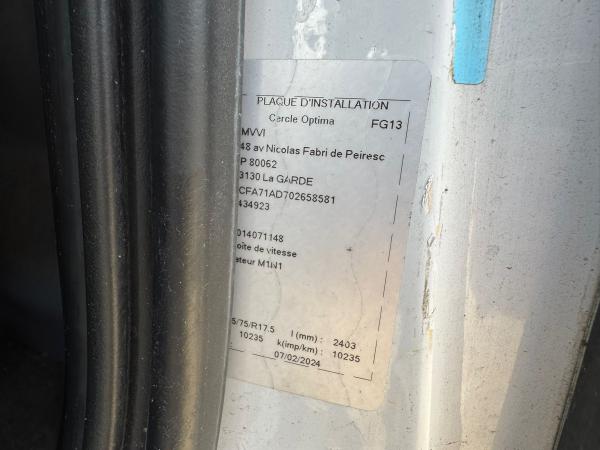 PLAQUE D'INSTALLATION
Cercle Optima FG13
MVVI
48 av Nicolas Fabri de Peiresc
P 80062
3130 La GARDE
CFA71AD702658581
434923
014071148
oîte de vitesse
ateur M1N1
5/75/R17.5 l (mm) : 2403
: 10235 k(imp/km) : 10235
07/02/2024